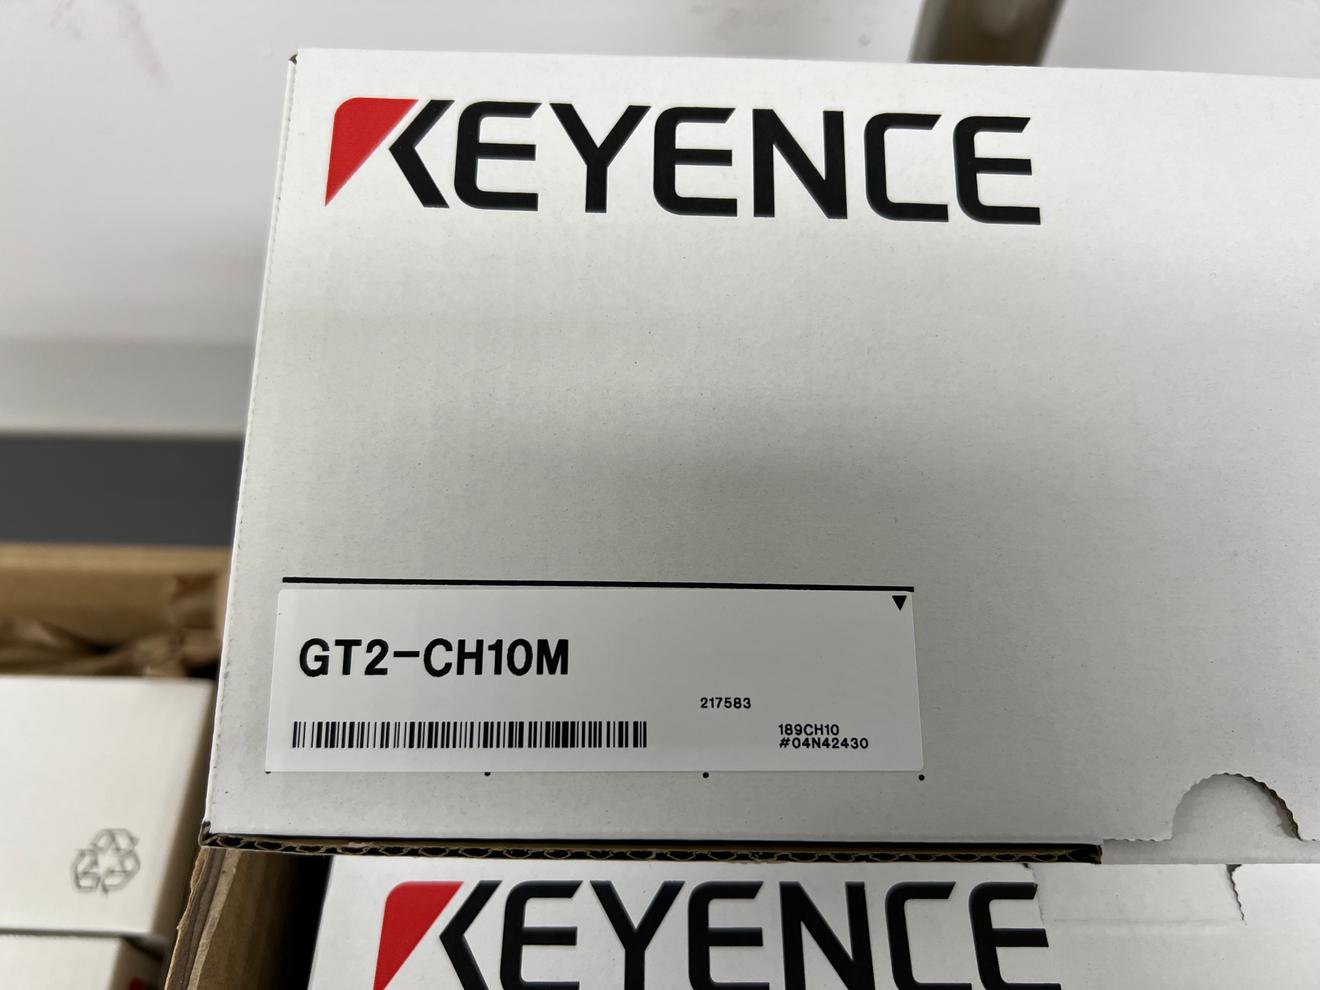 KEYENCE
GT2-CH10M
217583
189CH10
#04N42430
KEYENCE